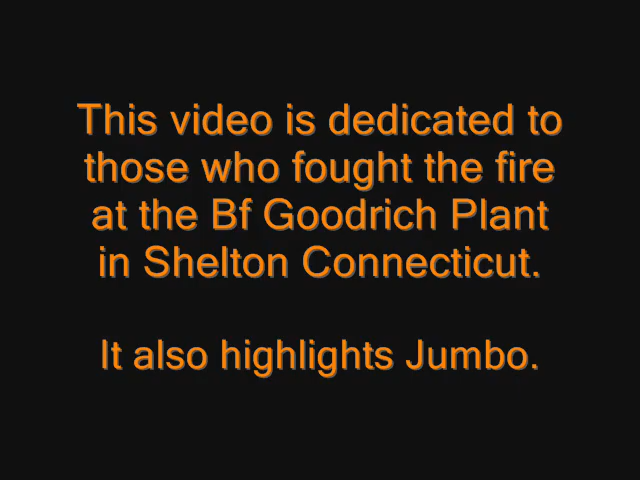 This video is dedicated to
those who fought the fire
at the Bf Goodrich Plant
in Shelton Connecticut.
It also highlights Jumbo.